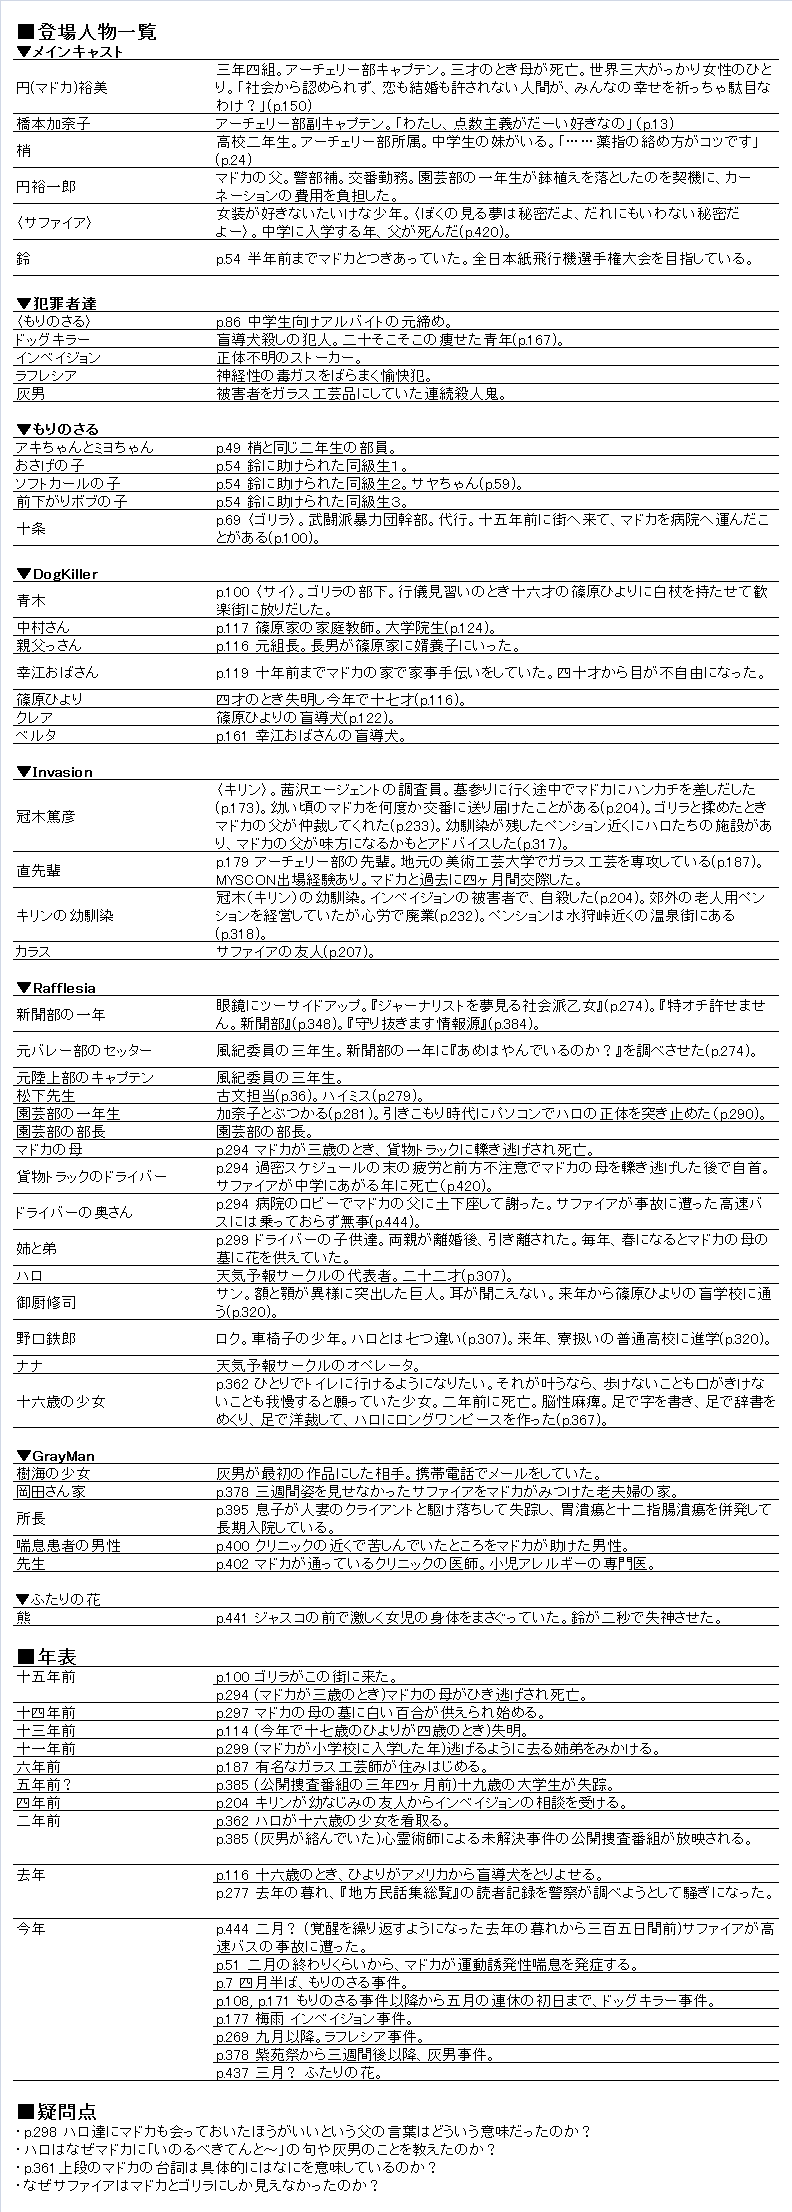 ■登場人物一覧
▼メインキャスト
円(マドカ)裕美
三年四組。アーチェリー部キャプテン。三才のとき母が死亡。世界三大がっかり女性のひと
り。「社会から認められず、恋も結婚も許されない人間が、みんなの幸せを祈っちゃ駄目な
わけ？」(p.150)
橋本加奈子
アーチェリー部副キャプテン。「わたし、点数主義がだーい好きなの」(p.13)
梢
高校二年生。アーチェリー部所属。中学生の妹がいる。「……薬指の絡め方がコツです」
(p.24)
円裕一郎
マドカの父。警部補。交番勤務。園芸部の一年生が鉢植えを落としたのを契機に、カー
ネーションの費用を負担した。
〈サファイア〉
女装が好きないたいけな少年。〈ぼくの見る夢は秘密だよ、だれにもいわない秘密だ
よー〉。中学に入学する年、父が死んだ(p.420)。
鈴
p.54 半年前までマドカとつきあっていた。全日本紙飛行機選手権大会を目指している。
▼犯罪者達
〈もりのさる〉
p.86 中学生向けアルバイトの元締め。
ドッグキラー
盲導犬殺しの犯人。二十そこそこの痩せた青年(p.167)。
インベイジョン
正体不明のストーカー。
ラフレシア
神経性の毒ガスをばらまく愉快犯。
灰男
被害者をガラス工芸品にしていた連続殺人鬼。
▼もりのさる
アキちゃんとミヨちゃん
p.49 梢と同じ二年生の部員。
おさげの子
p.54 鈴に助けられた同級生１。
ソフトカールの子
p.54 鈴に助けられた同級生２。サヤちゃん(p.59)。
前下がりボブの子
p.54 鈴に助けられた同級生３。
十条
p.69 〈ゴリラ〉。武闘派暴力団幹部。代行。十五年前に街へ来て、マドカを病院へ運んだこ
とがある(p.100)。
▼DogKiller
青木
p.100 〈サイ〉。ゴリラの部下。行儀見習いのとき十六才の篠原ひよりに白杖を持たせて歓
楽街に放りだした。
中村さん
p.117 篠原家の家庭教師。大学院生(p.124)。
親父っさん
p.116 元組長。長男が篠原家に婿養子にいった。
幸江おばさん
p.119 十年前までマドカの家で家事手伝いをしていた。四十才から目が不自由になった。
篠原ひより
四才のとき失明し今年で十七才(p.116)。
クレア
篠原ひよりの盲導犬(p.122)。
ベルタ
p.161 幸江おばさんの盲導犬。
▼Invasion
冠木篤彦
〈キリン〉。茜沢エージェントの調査員。墓参りに行く途中でマドカにハンカチを差しだした
(p.173)。幼い頃のマドカを何度か交番に送り届けたことがある(p.204)。ゴリラと揉めたとき
マドカの父が仲裁してくれた(p.233)。幼馴染が残したペンション近くにハロたちの施設があ
り、マドカの父が味方になるかもとアドバイスした(p.317)。
直先輩
p.179 アーチェリー部の先輩。地元の美術工芸大学でガラス工芸を専攻している(p.187)。
MYSCON出場経験あり。マドカと過去に四ヶ月間交際した。
キリンの幼馴染
冠木(キリン)の幼馴染。インベイジョンの被害者で、自殺した(p.204)。郊外の老人用ペン
ションを経営していたが心労で廃業(p.232)。ペンションは水狩峠近くの温泉街にある
(p.318)。
カラス
サファイアの友人(p.207)。
▼Rafflesia
新聞部の一年
眼鏡にツーサイドアップ。『ジャーナリストを夢見る社会派乙女』(p.274)。『特オチ許せませ
ん。新聞部』(p.348)。『守り抜きます情報源』(p.384)。
元バレー部のセッター
風紀委員の三年生。新聞部の一年に『あめはやんでいるのか？』を調べさせた(p.274)。
元陸上部のキャプテン
風紀委員の三年生。
松下先生
古文担当(p.36)。ハイミス(p.279)。
園芸部の一年生
加奈子とぶつかる(p.281)。引きこもり時代にパソコンでハロの正体を突き止めた(p.290)。
園芸部の部長
園芸部の部長。
マドカの母
p.294 マドカが三歳のとき、貨物トラックに轢き逃げされ死亡。
貨物トラックのドライバー
p.294 過密スケジュールの末の疲労と前方不注意でマドカの母を轢き逃げした後で自首。
サファイアが中学にあがる年に死亡(p.420)。
ドライバーの奥さん
p.294 病院のロビーでマドカの父に土下座して謝った。サファイアが事故に遭った高速バ
スには乗っておらず無事(p.444)。
姉と弟
p.299 ドライバーの子供達。両親が離婚後、引き離された。毎年、春になるとマドカの母の
墓に花を供えていた。
ハロ
天気予報サークルの代表者。二十二才(p.307)。
御厨修司
サン。額と顎が異様に突出した巨人。耳が聞こえない。来年から篠原ひよりの盲学校に通
う(p.320)。
野口鉄郎
ロク。車椅子の少年。ハロとは七つ違い(p.307)。来年、寮扱いの普通高校に進学(p.320)。
ナナ
天気予報サークルのオペレータ。
十六歳の少女
p.362 ひとりでトイレに行けるようになりたい。それが叶うなら、歩けないことも口がきけな
いことも我慢すると願っていた少女。二年前に死亡。脳性麻痺。足で字を書き、足で辞書を
めくり、足で洋裁して、ハロにロングワンピースを作った(p.367)。
▼GrayMan
樹海の少女
灰男が最初の作品にした相手。携帯電話でメールをしていた。
岡田さん家
p.378 三週間姿を見せなかったサファイアをマドカがみつけた老夫婦の家。
所長
p.395 息子が人妻のクライアントと駆け落ちして失踪し、胃潰瘍と十二指腸潰瘍を併発して
長期入院している。
喘息患者の男性
p.400 クリニックの近くで苦しんでいたところをマドカが助けた男性。
先生
p.402 マドカが通っているクリニックの医師。小児アレルギーの専門医。
▼ふたりの花
熊
p.441 ジャスコの前で激しく女児の身体をまさぐっていた。鈴が二秒で失神させた。
■年表
十五年前
p.100 ゴリラがこの街に来た。
p.294 (マドカが三歳のとき)マドカの母がひき逃げされ死亡。
十四年前
p.297 マドカの母の墓に白い百合が供えられ始める。
十三年前
p.114 (今年で十七歳のひよりが四歳のとき)失明。
十一年前
p.299 (マドカが小学校に入学した年)逃げるように去る姉弟をみかける。
六年前
p.187 有名なガラス工芸師が住みはじめる。
五年前？
p.385 (公開捜査番組の三年四ヶ月前)十九歳の大学生が失踪。
四年前
p.204 キリンが幼なじみの友人からインベイジョンの相談を受ける。
二年前
p.362 ハロが十六歳の少女を看取る。
p.385 (灰男が絡んでいた)心霊術師による未解決事件の公開捜査番組が放映される。
去年
p.116 十六歳のとき、ひよりがアメリカから盲導犬をとりよせる。
p.277 去年の暮れ、『地方民話集総覧』の読者記録を警察が調べようとして騒ぎになった。
今年
p.444 二月？ (覚醒を繰り返すようになった去年の暮れから三百五日間前)サファイアが高
速バスの事故に遭った。
p.51 二月の終わりくらいから、マドカが運動誘発性喘息を発症する。
p.7 四月半ば、もりのさる事件。
p.108, p.171 もりのさる事件以降から五月の連休の初日まで、ドッグキラー事件。
p.177 梅雨 インベイジョン事件。
p.269 九月以降。ラフレシア事件。
p.378 紫苑祭から三週間後以降、灰男事件。
p.437 三月？ ふたりの花。
■疑問点
・p.298 ハロ達にマドカも会っておいたほうがいいという父の言葉はどういう意味だったのか？
・ハロはなぜマドカに「いのるべきてんと～」の句や灰男のことを教えたのか？
・p.361上段のマドカの台詞は具体的にはなにを意味しているのか？
・なぜサファイアはマドカとゴリラにしか見えなかったのか？